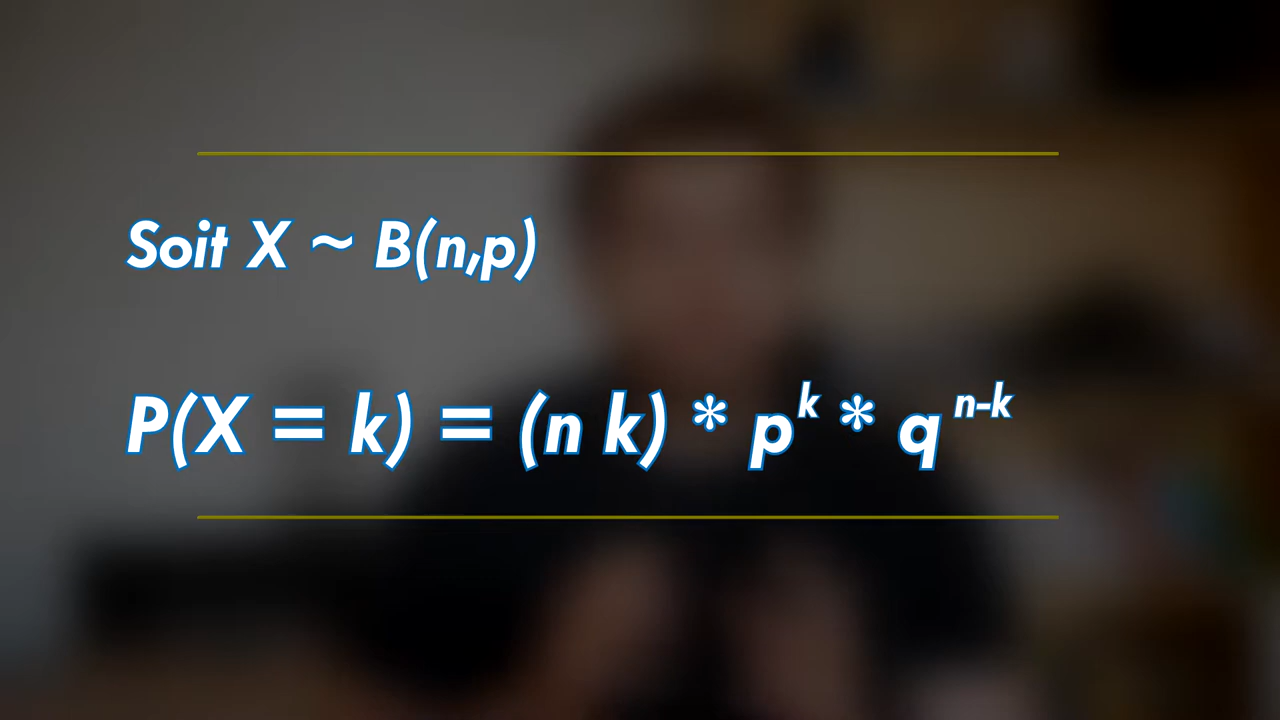 Soit X ~ B(n,p)
P(X = k) = (n k) * p^k * q^n-k